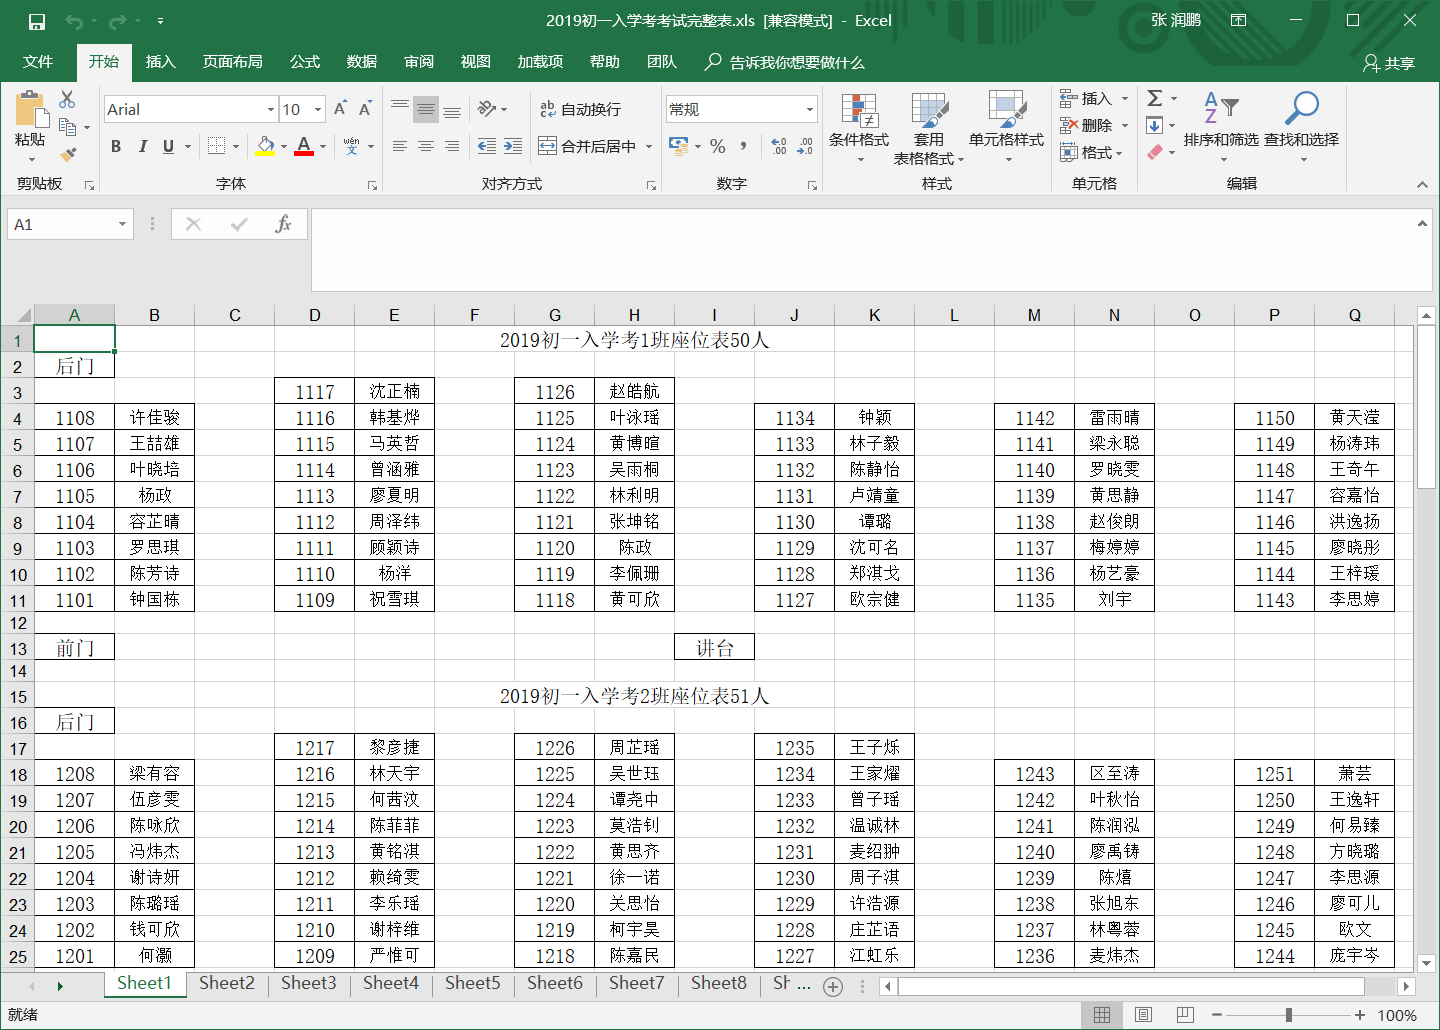 2019初一入学考考试完整表.xls [兼容模式] - Excel
张 润鹏
文件 开始 插入 页面布局 公式 数据 审阅 视图 加载项 帮助 团队 告诉我你想要做什么 共享
Arial 10 自动换行 常规 插入 Σ
粘贴 B I U wén 文 合并后居中 % 条件格式 套用 单元格样式 删除 排序和筛选 查找和选择
表格格式 格式
剪贴板 字体 对齐方式 数字 样式 单元格 编辑
A1 fx
A B C D E F G H I J K L M N O P Q
1 2019初一入学考1班座位表50人
2 后门
3 1117 沈正楠 1126 赵皓航
4 1108 许佳骏 1116 韩基烨 1125 叶泳瑶 1134 钟颖 1142 雷雨晴 1150 黄天滢
5 1107 王喆雄 1115 马英哲 1124 黄博暄 1133 林子毅 1141 梁永聪 1149 杨涛玮
6 1106 叶晓培 1114 曾涵雅 1123 吴雨桐 1132 陈静怡 1140 罗晓雯 1148 王奇午
7 1105 杨政 1113 廖夏明 1122 林利明 1131 卢靖童 1139 黄思静 1147 容嘉怡
8 1104 容芷晴 1112 周泽纬 1121 张坤铭 1130 谭璐 1138 赵俊朗 1146 洪逸扬
9 1103 罗思琪 1111 顾颖诗 1120 陈政 1129 沈可名 1137 梅婷婷 1145 廖晓彤
10 1102 陈芳诗 1110 杨洋 1119 李佩珊 1128 郑淇戈 1136 杨艺豪 1144 王梓瑗
11 1101 钟国栋 1109 祝雪琪 1118 黄可欣 1127 欧宗健 1135 刘宇 1143 李思婷
12
13 前门 讲台
14
15 2019初一入学考2班座位表51人
16 后门
17 1217 黎彦捷 1226 周芷瑶 1235 王子烁
18 1208 梁有容 1216 林天宇 1225 吴世珏 1234 王家燿 1243 区至涛 1251 萧芸
19 1207 伍彦雯 1215 何茜汶 1224 谭尧中 1233 曾子瑶 1242 叶秋怡 1250 王逸轩
20 1206 陈咏欣 1214 陈菲菲 1223 莫浩钊 1232 温诚林 1241 陈润泓 1249 何易臻
21 1205 冯炜杰 1213 黄铭淇 1222 黄思齐 1231 麦绍翀 1240 廖禹铸 1248 方晓璐
22 1204 谢诗妍 1212 赖绮雯 1221 徐一诺 1230 周子淇 1239 陈熺 1247 李思源
23 1203 陈璐瑶 1211 李乐瑶 1220 关思怡 1229 许浩源 1238 张旭东 1246 廖可儿
24 1202 钱可欣 1210 谢梓维 1219 柯宇昊 1228 庄芷语 1237 林粤蓉 1245 欧文
25 1201 何灏 1209 严惟可 1218 陈嘉民 1227 江虹乐 1236 麦炜杰 1244 庞宇岑
Sheet1 Sheet2 Sheet3 Sheet4 Sheet5 Sheet6 Sheet7 Sheet8 Sh ...
就绪 100%